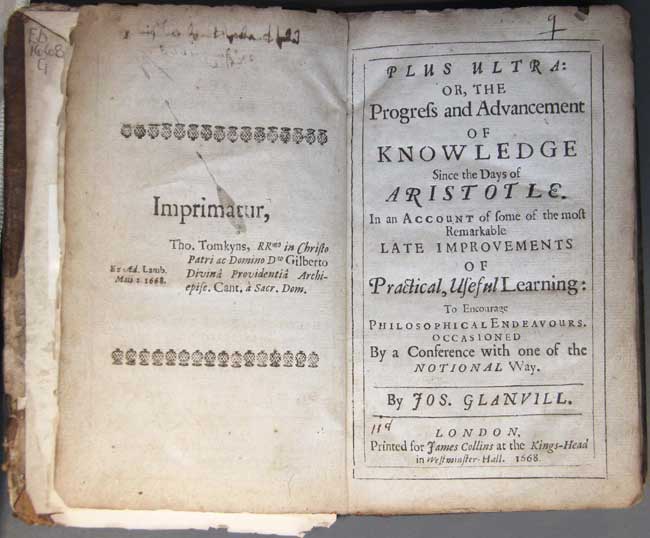 ED
1668
G
Imprimatur,
Tho. Tomkyns, RRmo in Christo
Patri ac Domino Dno Gilberto
Divinâ Providentiâ Archi-
episc. Cant. à Sacr. Dom.
Ex Æd. Lamb.
Maii 2. 1668.
9
PLUS ULTRA:
OR, THE
Progreſs and Advancement
OF
KNOWLEDGE
Since the Days of
ARISTOTLE.
In an ACCOUNT of ſome of the moſt
Remarkable
LATE IMPROVEMENTS
OF
Practical, Uſeful Learning:
To Encourage
PHILOSOPHICAL ENDEAVOURS.
OCCASIONED
By a Conference with one of the
NOTIONAL Way.
By JOS. GLANVILL.
LONDON,
Printed for James Collins at the Kings-Head
in Weſtminſter-Hall. 1668.